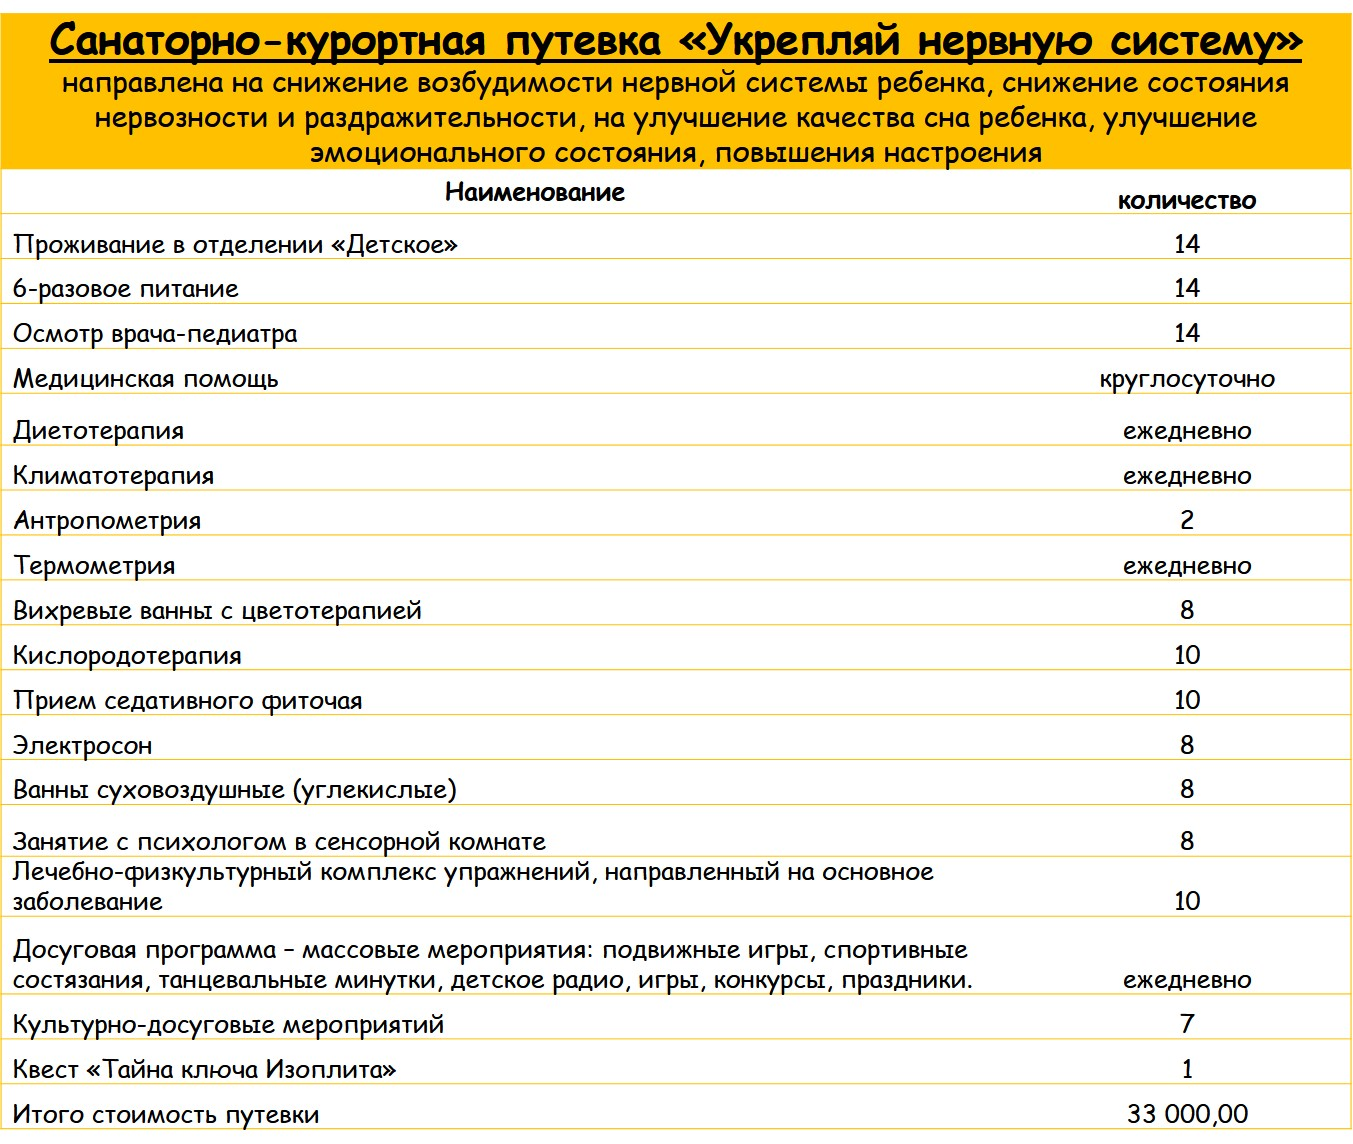 Санаторно-курортная путевка «Укрепляй нервную систему»
направлена на снижение возбудимости нервной системы ребенка, снижение состояния
нервозности и раздражительности, на улучшение качества сна ребенка, улучшение
эмоционального состояния, повышения настроения
Наименование количество
Проживание в отделении «Детское» 14
6-разовое питание 14
Осмотр врача-педиатра 14
Медицинская помощь круглосуточно
Диетотерапия ежедневно
Климатотерапия ежедневно
Антропометрия 2
Термометрия ежедневно
Вихревые ванны с цветотерапией 8
Кислородотерапия 10
Прием седативного фиточая 10
Электросон 8
Ванны суховоздушные (углекислые) 8
Занятие с психологом в сенсорной комнате 8
Лечебно-физкультурный комплекс упражнений, направленный на основное
заболевание 10
Досуговая программа – массовые мероприятия: подвижные игры, спортивные
состязания, танцевальные минутки, детское радио, игры, конкурсы, праздники. ежедневно
Культурно-досуговые мероприятий 7
Квест «Тайна ключа Изоплита» 1
Итого стоимость путевки 33 000,00